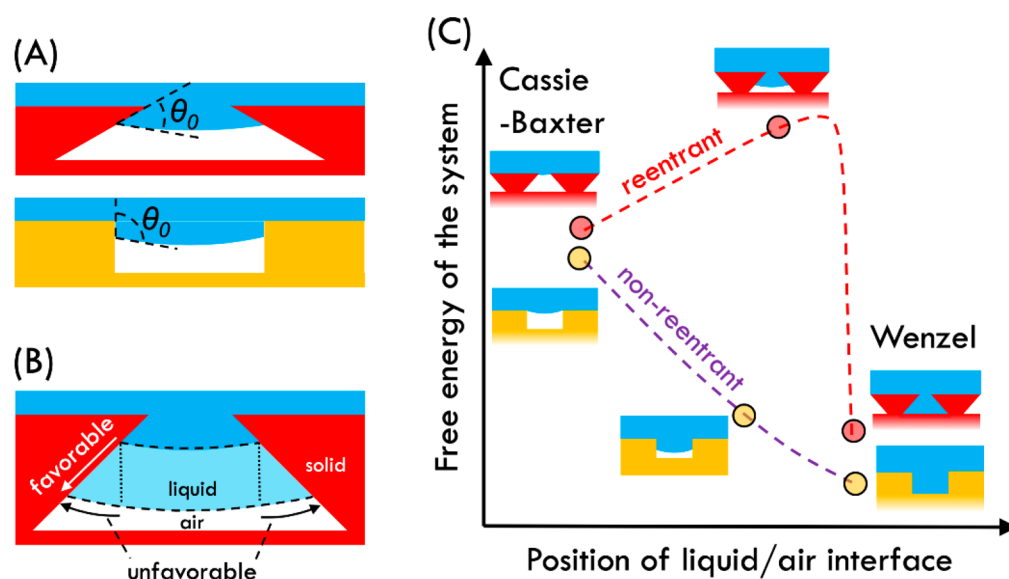 (A)
θ0
θ0
(B)
favorable
solid
liquid
air
unfavorable
(C)
Cassie
-Baxter
reentrant
non-reentrant
Wenzel
Free energy of the system
Position of liquid/air interface